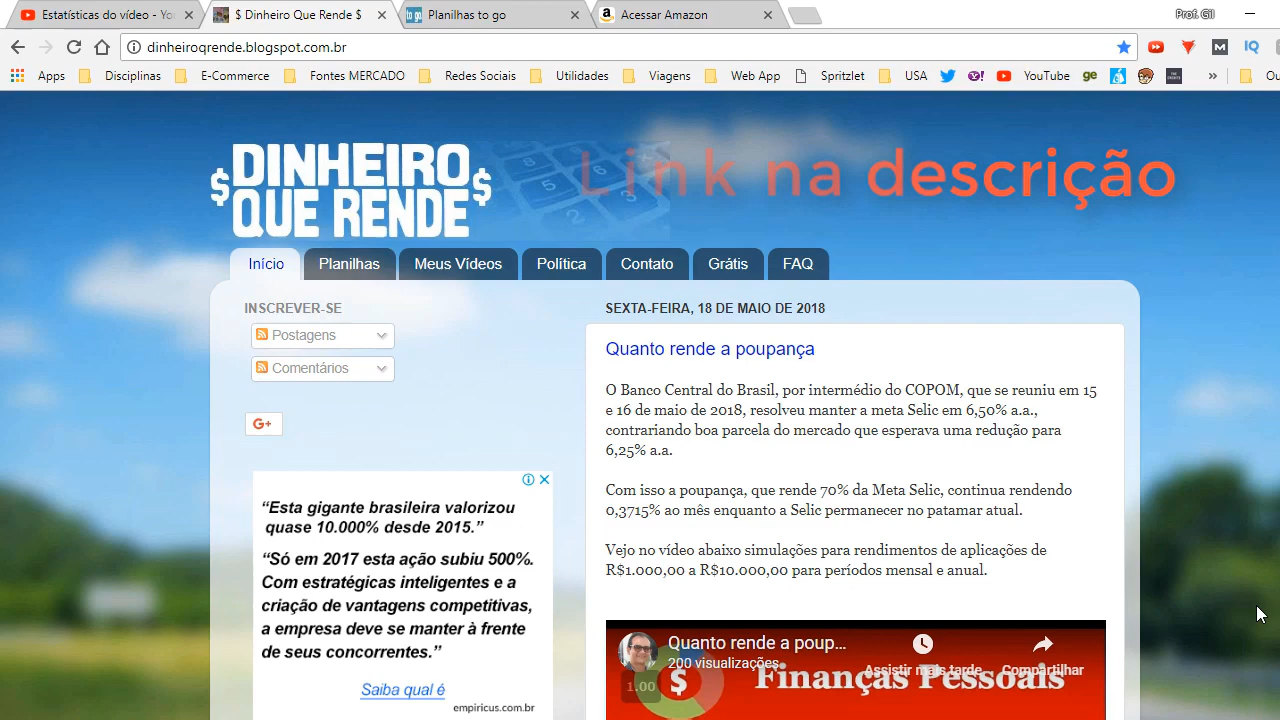 Estatísticas do vídeo - Yo
$ Dinheiro Que Rende $
Planilhas to go
Acessar Amazon
Prof. Gil
dinheiroqrende.blogspot.com.br
Apps
Disciplinas
E-Commerce
Fontes MERCADO
Redes Sociais
Utilidades
Viagens
Web App
Spritzlet
USA
YouTube
ge
»
Ou
$DINHEIRO
QUE RENDE$
Link na descrição
Início
Planilhas
Meus Vídeos
Política
Contato
Grátis
FAQ
INSCREVER-SE
Postagens
Comentários
G+
SEXTA-FEIRA, 18 DE MAIO DE 2018
Quanto rende a poupança
O Banco Central do Brasil, por intermédio do COPOM, que se reuniu em 15
e 16 de maio de 2018, resolveu manter a meta Selic em 6,50% a.a.,
contrariando boa parcela do mercado que esperava uma redução para
6,25% a.a.
Com isso a poupança, que rende 70% da Meta Selic, continua rendendo
0,3715% ao mês enquanto a Selic permanecer no patamar atual.
Vejo no vídeo abaixo simulações para rendimentos de aplicações de
R$1.000,00 a R$10.000,00 para períodos mensal e anual.
“Esta gigante brasileira valorizou
quase 10.000% desde 2015.”
“Só em 2017 esta ação subiu 500%.
Com estratégicas inteligentes e a
criação de vantagens competitivas,
a empresa deve se manter à frente
de seus concorrentes.”
Saiba qual é
empiricus.com.br
Quanto rende a poup...
200 visualizações
Assistir mais tarde
Compartilhar
1.00
$
Finanças Pessoais